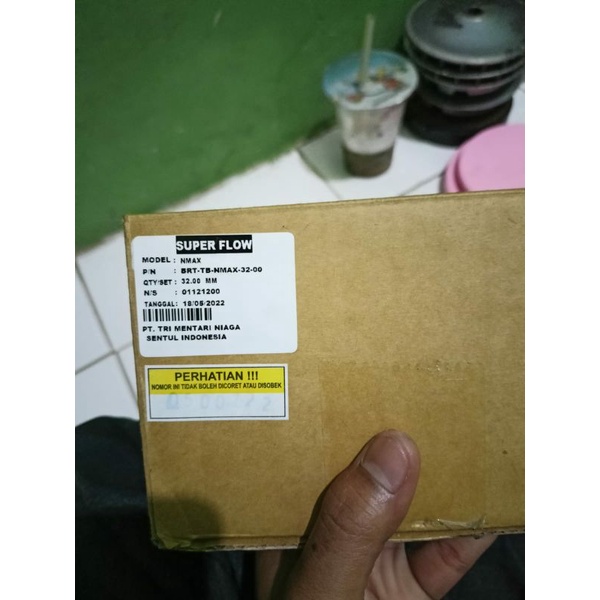 SUPER FLOW
MODEL : NMAX
P/N : BRT-TB-NMAX-32-00
QTY/SET : 32.00 MM
N/S : 01121200
TANGGAL : 18/05/2022
PT. TRI MENTARI NIAGA
SENTUL INDONESIA
PERHATIAN !!!
NOMOR INI TIDAK BOLEH DICORET ATAU DISOBEK